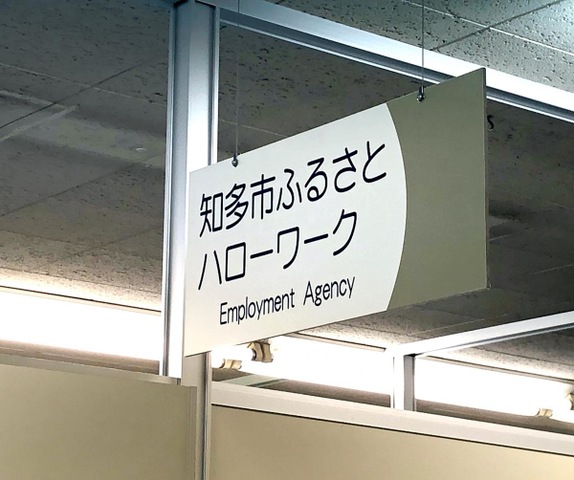 知多市ふるさと
ハローワーク
Employment Agency